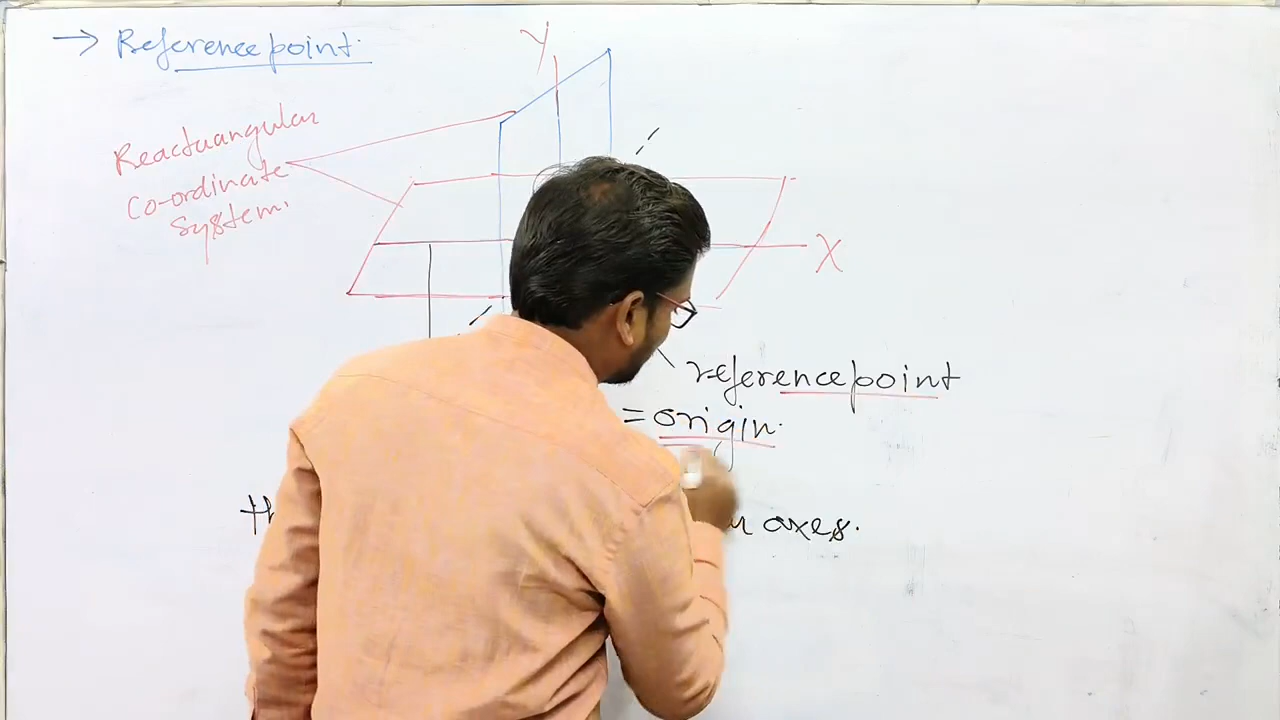 → Reference point.
Y
Reactuangular
Co-ordinate
System.
X
reference point
= origin.
axes.